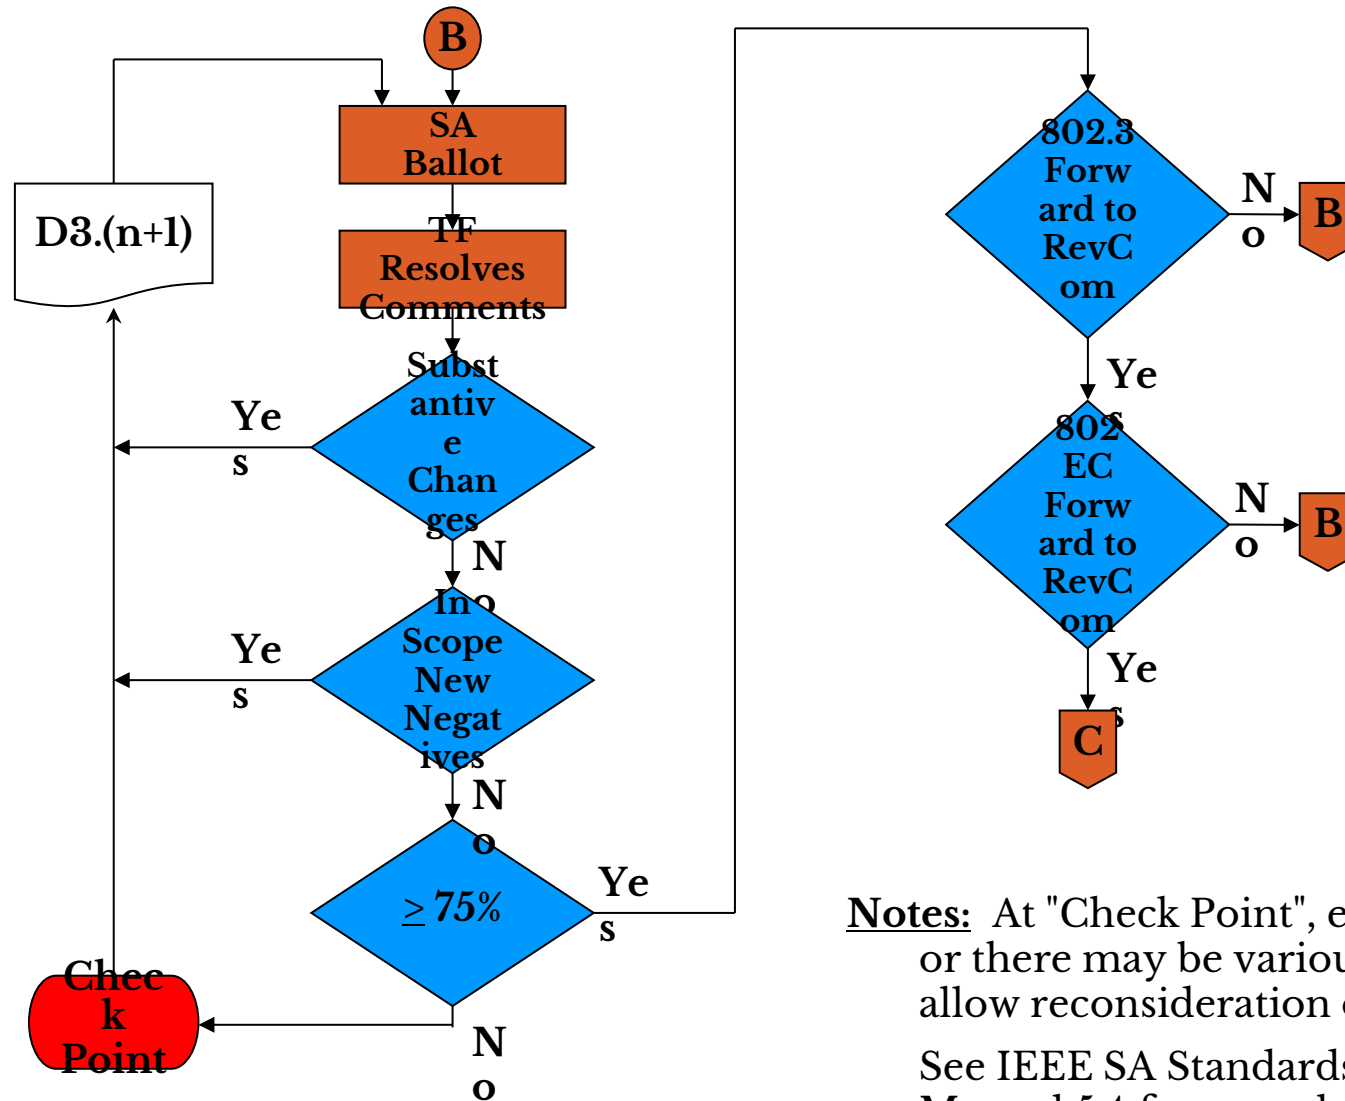 B
SA
Ballot
D3.(n+1)
TF
Resolves
Comments
Subst
antiv
e
Chan
ges
Ye
s
N
o
In
Scope
New
Negat
ives
Ye
s
N
o
≥ 75%
Ye
s
N
o
Chec
k
Point
802.3
Forw
ard to
RevC
om
N
o
B
Ye
s
802
EC
Forw
ard to
RevC
om
N
o
B
Ye
s
C
Notes: At "Check Point", e
or there may be variou
allow reconsideration
See IEEE SA Standards